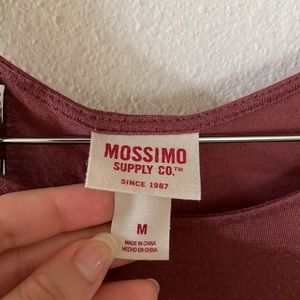 MOSSIMO
SUPPLY CO.™
SINCE 1987
M
MADE IN CHINA
HECHO EN CHINA